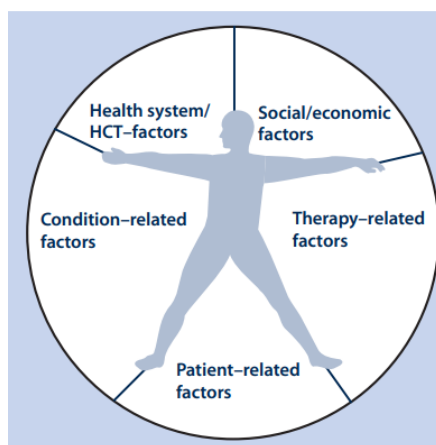 Health system/
HCT–factors
Social/economic
factors
Condition–related
factors
Therapy–related
factors
Patient–related
factors